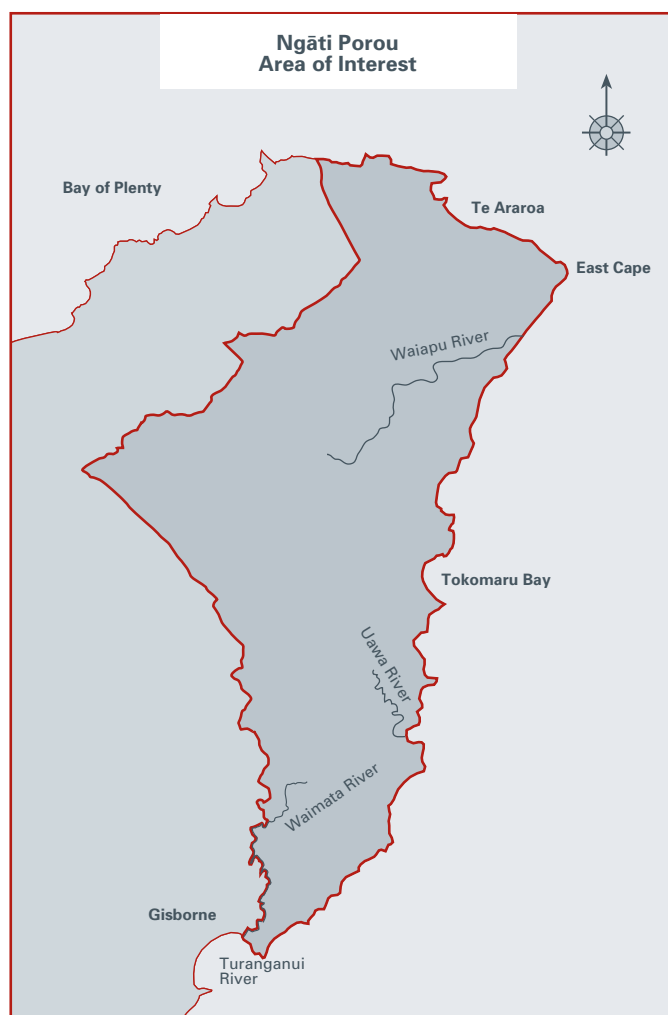 Ngāti Porou
Area of Interest
Bay of Plenty
Te Araroa
East Cape
Waiapu River
Tokomaru Bay
Uawa River
Waimata River
Gisborne
Turanganui
River